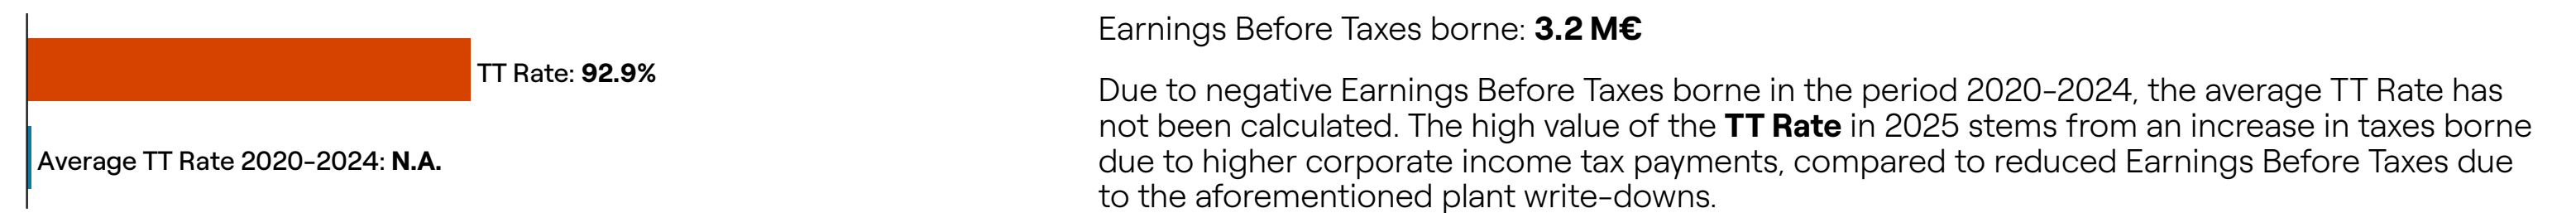 TT Rate: 92.9%
Average TT Rate 2020-2024: N.A.
Earnings Before Taxes borne: 3.2 M€
Due to negative Earnings Before Taxes borne in the period 2020-2024, the average TT Rate has
not been calculated. The high value of the TT Rate in 2025 stems from an increase in taxes borne
due to higher corporate income tax payments, compared to reduced Earnings Before Taxes due
to the aforementioned plant write-downs.